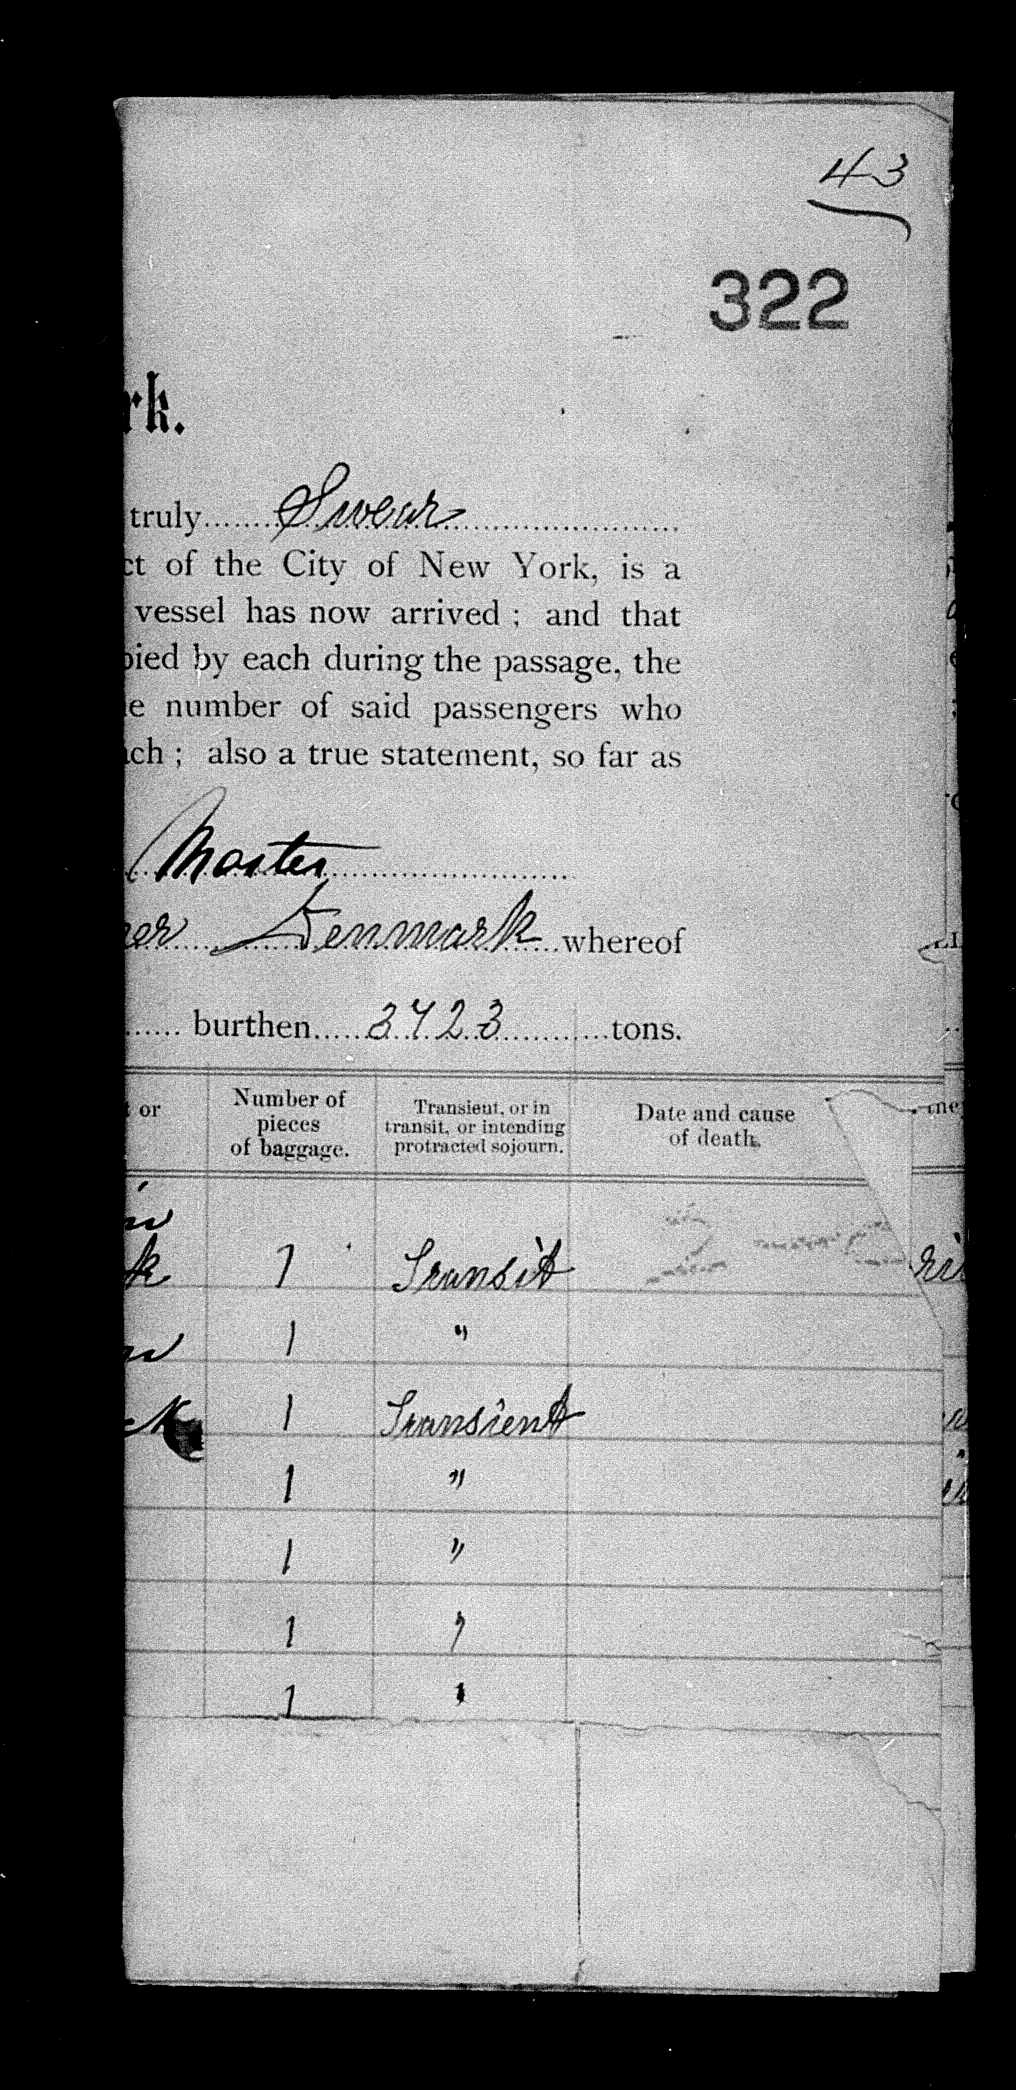 43
322
rk.
truly Swear
ct of the City of New York, is a
vessel has now arrived; and that
pied by each during the passage, the
e number of said passengers who
ach; also a true statement, so far as
Master
er Denmark whereof
burthen 3723 tons.
or
Number of pieces of baggage.
Transient, or in transit, or intending protracted sojourn.
Date and cause of death.
k 1 Transit
1 "
1 Transient
1 "
1 "
1 "
1 "